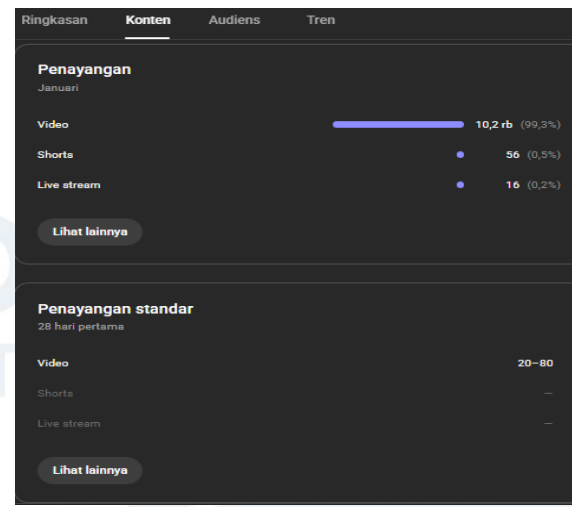 Ringkasan Konten Audiens Tren
Penayangan
Januari
Video 10,2 rb (99,3%)
Shorts 56 (0,5%)
Live stream 16 (0,2%)
Lihat lainnya
Penayangan standar
28 hari pertama
Video 20–80
Shorts —
Live stream —
Lihat lainnya